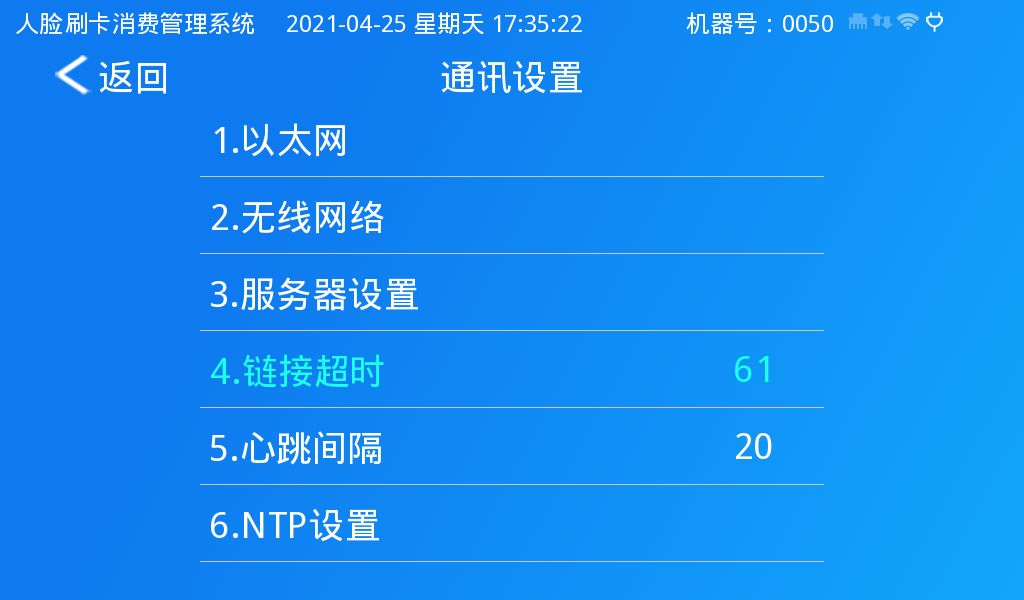 人脸刷卡消费管理系统 2021-04-25 星期天 17:35:22 机器号：0050
返回 通讯设置
1.以太网
2.无线网络
3.服务器设置
4.链接超时 61
5.心跳间隔 20
6.NTP设置